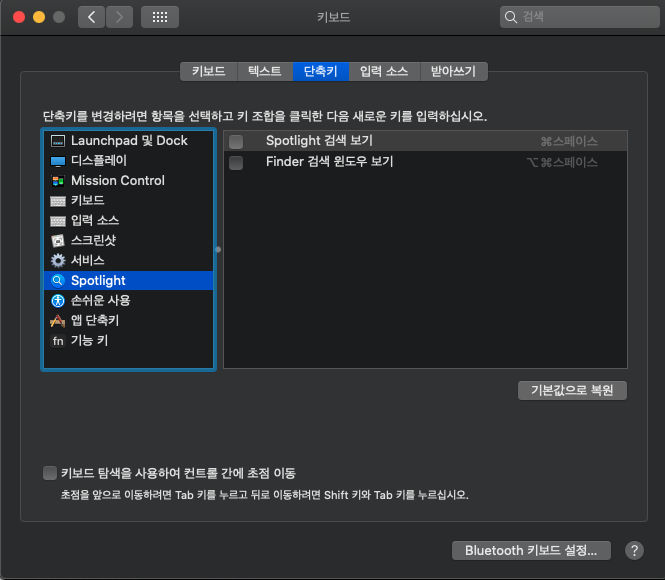 키보드
검색
키보드 텍스트 단축키 입력 소스 받아쓰기
단축키를 변경하려면 항목을 선택하고 키 조합을 클릭한 다음 새로운 키를 입력하십시오.
Launchpad 및 Dock
디스플레이
Mission Control
키보드
입력 소스
스크린샷
서비스
Spotlight
손쉬운 사용
앱 단축키
fn 기능 키
Spotlight 검색 보기 ⌘스페이스
Finder 검색 윈도우 보기 ⌥⌘스페이스
기본값으로 복원
키보드 탐색을 사용하여 컨트롤 간에 초점 이동
초점을 앞으로 이동하려면 Tab 키를 누르고 뒤로 이동하려면 Shift 키와 Tab 키를 누르십시오.
Bluetooth 키보드 설정... ?